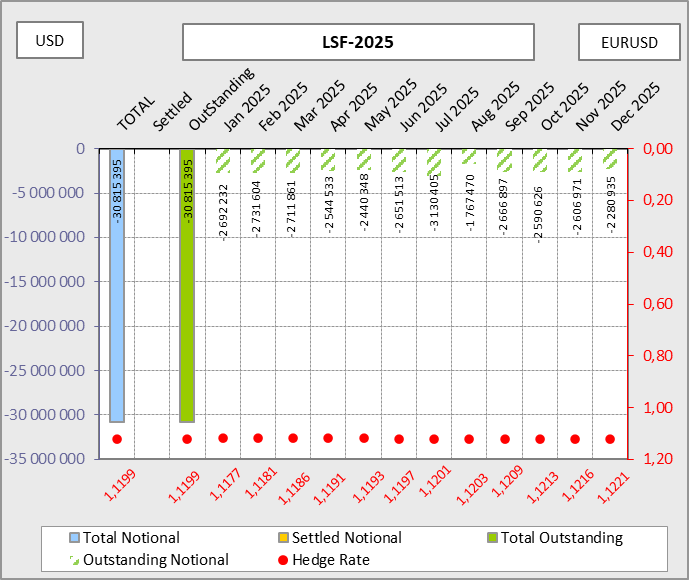 USD
LSF-2025
EURUSD
TOTAL
Settled
OutStanding
Jan 2025
Feb 2025
Mar 2025
Apr 2025
May 2025
Jun 2025
Jul 2025
Aug 2025
Sep 2025
Oct 2025
Nov 2025
Dec 2025
0
-5 000 000
-10 000 000
-15 000 000
-20 000 000
-25 000 000
-30 000 000
-35 000 000
-30 815 395
-30 815 395
-2 692 232
-2 731 604
-2 711 861
-2 544 533
-2 440 348
-2 651 513
-3 130 405
-1 767 470
-2 666 897
-2 590 626
-2 606 971
-2 280 935
0,00
0,20
0,40
0,60
0,80
1,00
1,20
1,1199
1,1199
1,1177
1,1181
1,1186
1,1191
1,1193
1,1197
1,1201
1,1203
1,1209
1,1213
1,1216
1,1221
Total Notional
Settled Notional
Total Outstanding
Outstanding Notional
Hedge Rate